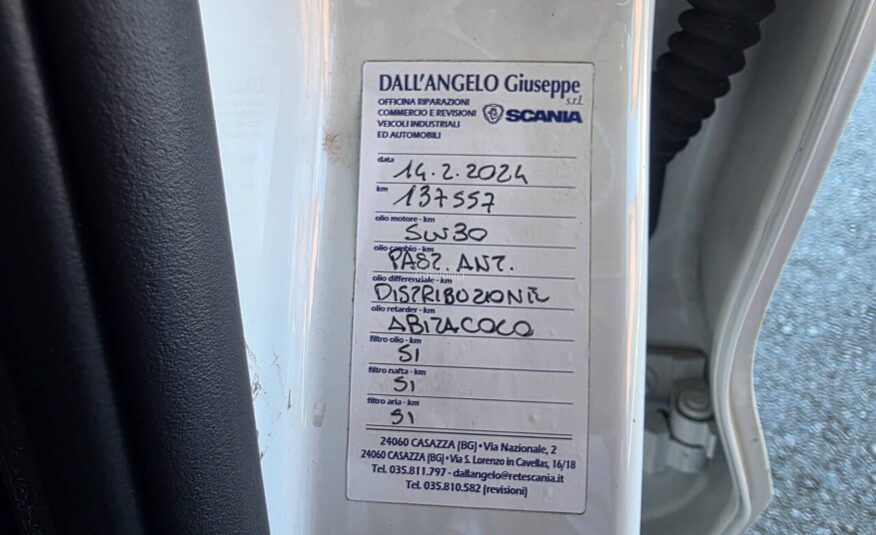 DALL'ANGELO Giuseppe
s.r.l.
OFFICINA RIPARAZIONI
COMMERCIO E REVISIONI
VEICOLI INDUSTRIALI
ED AUTOMOBILI
SCANIA
data 14.2.2024
km 137557
olio motore - km
5W30
olio cambio - km
PAST. ANT.
olio differenziale - km
DISTRIBUZIONE
olio retarder - km
ABITACOLO
filtro olio - km
SI
filtro nafta - km
SI
filtro aria - km
SI
24060 CASAZZA (BG) • Via Nazionale, 2
24060 CASAZZA (BG) • Via S. Lorenzo in Cavellas, 16/18
Tel. 035.811.797 - dallangelo@retescania.it
Tel. 035.810.582 (revisioni)